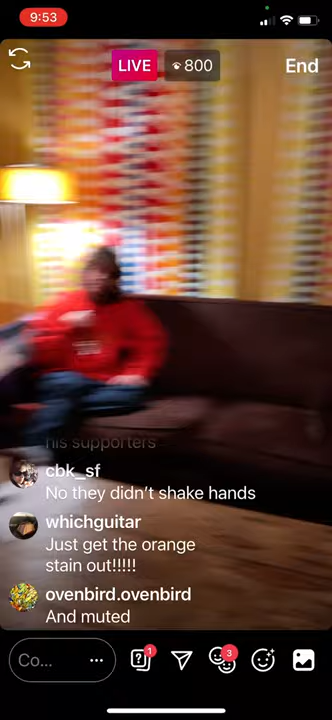 9:53
LIVE
800
End
his supporters
cbk_sf
No they didn't shake hands
whichguitar
Just get the orange
stain out!!!!!
ovenbird.ovenbird
And muted
Co...
1
3